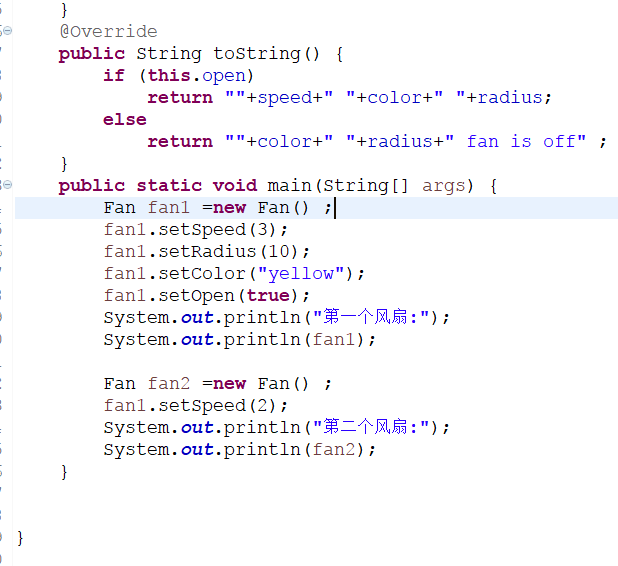 }
@Override
public String toString() {
if (this.open)
return ""+speed+" "+color+" "+radius;
else
return ""+color+" "+radius+" fan is off" ;
}
public static void main(String[] args) {
Fan fan1 =new Fan() ;
fan1.setSpeed(3);
fan1.setRadius(10);
fan1.setColor("yellow");
fan1.setOpen(true);
System.out.println("第一个风扇:");
System.out.println(fan1);
Fan fan2 =new Fan() ;
fan1.setSpeed(2);
System.out.println("第二个风扇:");
System.out.println(fan2);
}
}